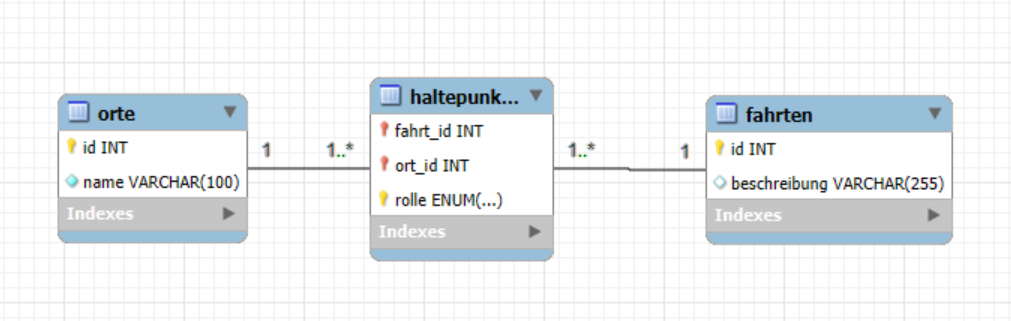 orte
id INT
name VARCHAR(100)
Indexes
1
1..*
haltepunk...
fahrt_id INT
ort_id INT
rolle ENUM(...)
Indexes
1..*
1
fahrten
id INT
beschreibung VARCHAR(255)
Indexes